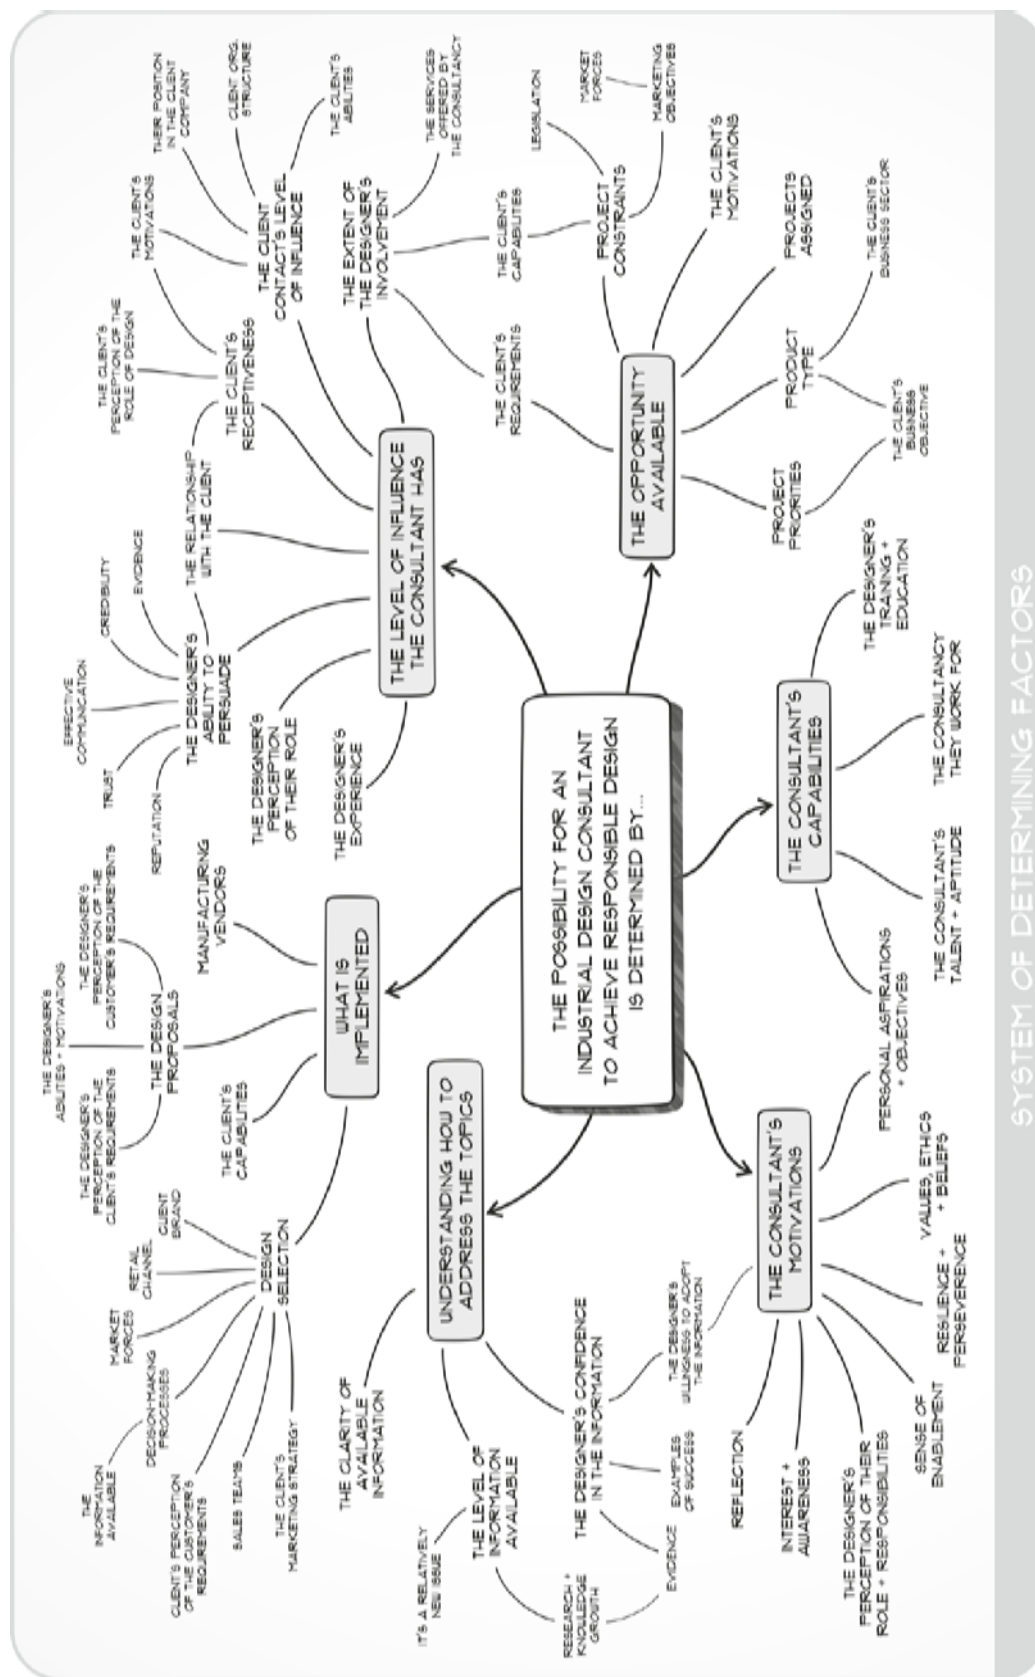 THE POSSIBILITY FOR AN
INDUSTRIAL DESIGN CONSULTANT
TO ACHIEVE RESPONSIBLE DESIGN
IS DETERMINED BY...
UNDERSTANDING HOW TO
ADDRESS THE TOPICS
THE CLARITY OF
AVAILABLE
INFORMATION
THE LEVEL OF
INFORMATION
AVAILABLE
IT'S A RELATIVELY
NEW ISSUE
RESEARCH +
KNOWLEDGE
GROWTH
EVIDENCE
THE DESIGNER'S CONFIDENCE
IN THE INFORMATION
EXAMPLES
OF SUCCESS
THE DESIGNER'S
WILLINGNESS TO ADOPT
THE INFORMATION
WHAT IS
IMPLEMENTED
DESIGN
SELECTION
THE
INFORMATION
AVAILABLE
DECISION-MAKING
PROCESSES
MARKET
FORCES
RETAIL
CHANNEL
CLIENT
BRAND
CLIENT'S PERCEPTION
OF THE CUSTOMER'S
REQUIREMENTS
SALES TEAMS
THE CLIENT'S
MARKETING STRATEGY
THE CLIENT'S
CAPABILITIES
THE DESIGN
PROPOSALS
THE DESIGNER'S
PERCEPTION OF THE
CLIENT'S REQUIREMENTS
THE DESIGNER'S
ABILITIES + MOTIVATIONS
THE DESIGNER'S
PERCEPTION OF THE
CUSTOMER'S REQUIREMENTS
MANUFACTURING
VENDORS
THE LEVEL OF INFLUENCE
THE CONSULTANT HAS
THE DESIGNER'S
EXPERIENCE
THE DESIGNER'S
PERCEPTION
OF THEIR ROLE
THE DESIGNER'S
ABILITY TO
PERSUADE
REPUTATION
TRUST
EFFECTIVE
COMMUNICATION
CREDIBILITY
EVIDENCE
THE RELATIONSHIP
WITH THE CLIENT
THE CLIENT'S
RECEPTIVENESS
THE CLIENT'S
PERCEPTION OF THE
ROLE OF DESIGN
THE CLIENT'S
MOTIVATIONS
THE CLIENT
CONTACT'S LEVEL
OF INFLUENCE
THEIR POSITION
IN THE CLIENT
COMPANY
CLIENT ORG.
STRUCTURE
THE CLIENT'S
ABILITIES
THE EXTENT OF
THE DESIGNER'S
INVOLVEMENT
THE SERVICES
OFFERED BY
THE CONSULTANCY
THE CLIENT'S
CAPABILITES
THE CLIENT'S
REQUIREMENTS
THE OPPORTUNITY
AVAILABLE
PROJECT
CONSTRAINTS
LEGISLATION
MARKET
FORCES
MARKETING
OBJECTIVES
THE CLIENT'S
MOTIVATIONS
PROJECTS
ASSIGNED
PRODUCT
TYPE
THE CLIENT'S
BUSINESS SECTOR
THE CLIENT'S
BUSINESS
OBJECTIVE
PROJECT
PRIORITIES
THE CONSULTANT'S
CAPABILITIES
THE DESIGNER'S
TRAINING +
EDUCATION
THE CONSULTANCY
THEY WORK FOR
THE CONSULTANT'S
TALENT + APTITUDE
PERSONAL ASPIRATIONS
+ OBJECTIVES
THE CONSULTANT'S
MOTIVATIONS
VALUES, ETHICS
+ BELIEFS
RESILIENCE +
PERSEVERENCE
SENSE OF
ENABLEMENT
THE DESIGNER'S
PERCEPTION OF THEIR
ROLE + RESPONSIBILITIES
INTEREST +
AWARENESS
REFLECTION
SYSTEM OF DETERMINING FACTORS